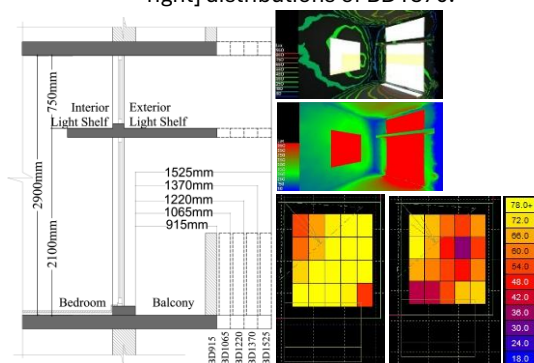 right] distributions of BD1370.
750mm
Interior
Light Shelf
Exterior
Light Shelf
2900mm
2100mm
1525mm
1370mm
1220mm
1065mm
915mm
Bedroom
Balcony
BD915
BD1065
BD1220
BD1370
BD1525
78.0+
72.0
66.0
60.0
54.0
48.0
42.0
36.0
30.0
24.0
18.0